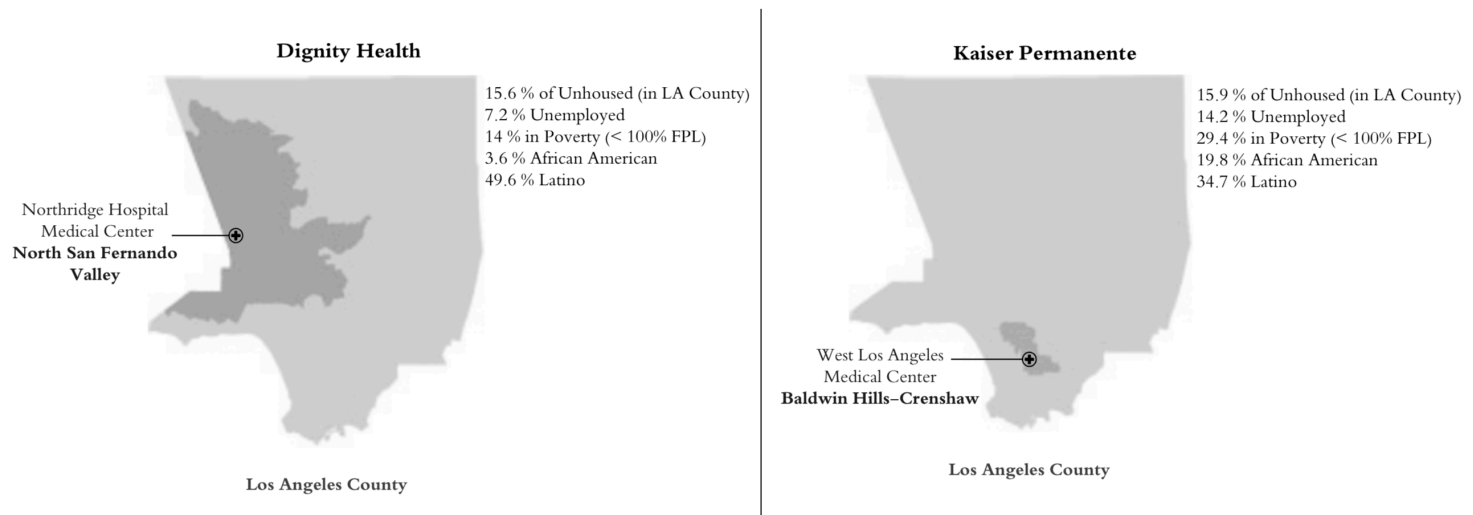 Dignity Health
15.6 % of Unhoused (in LA County)
7.2 % Unemployed
14 % in Poverty (< 100% FPL)
3.6 % African American
49.6 % Latino
Northridge Hospital
Medical Center
North San Fernando
Valley
Los Angeles County
Kaiser Permanente
15.9 % of Unhoused (in LA County)
14.2 % Unemployed
29.4 % in Poverty (< 100% FPL)
19.8 % African American
34.7 % Latino
West Los Angeles
Medical Center
Baldwin Hills–Crenshaw
Los Angeles County